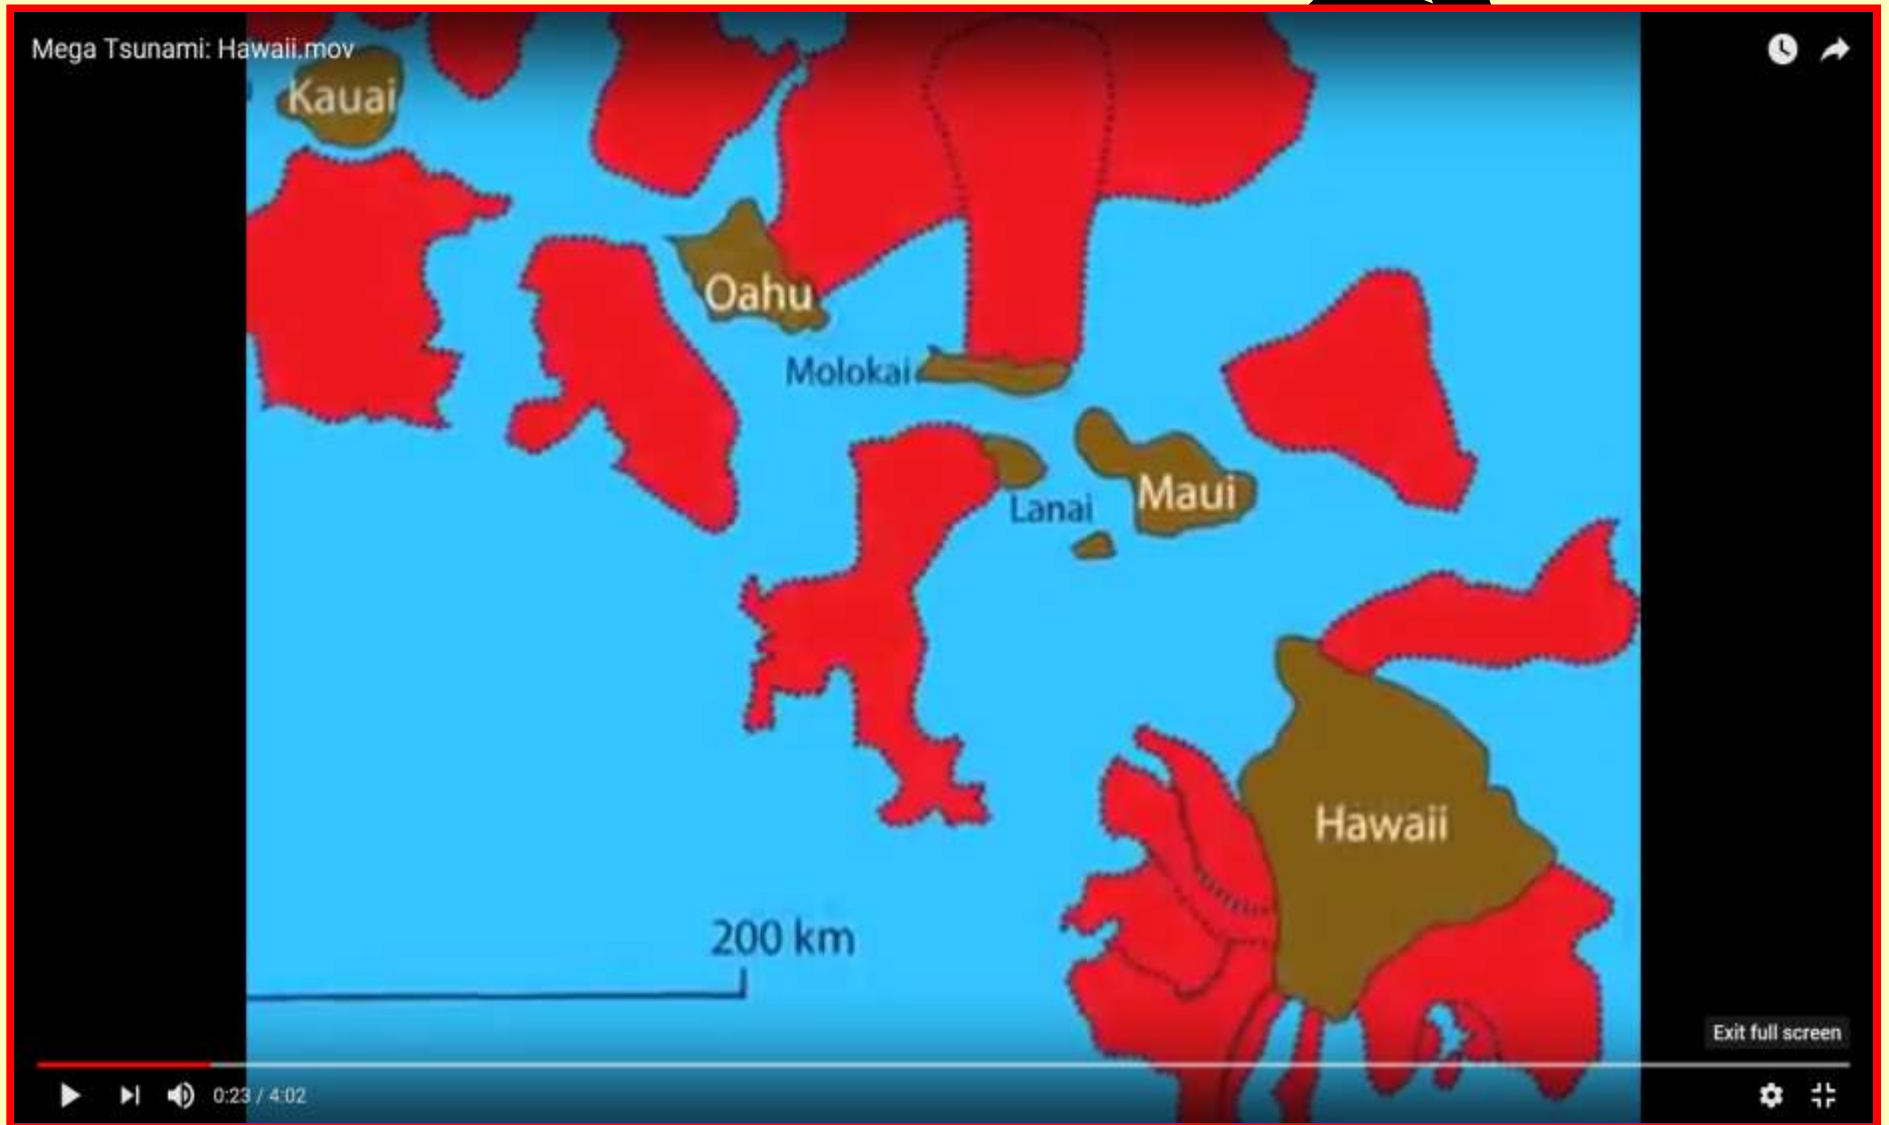 Mega Tsunami: Hawaii.mov
Kauai
Oahu
Molokai
Lanai
Maui
Hawaii
200 km
Exit full screen
0:23 / 4:02